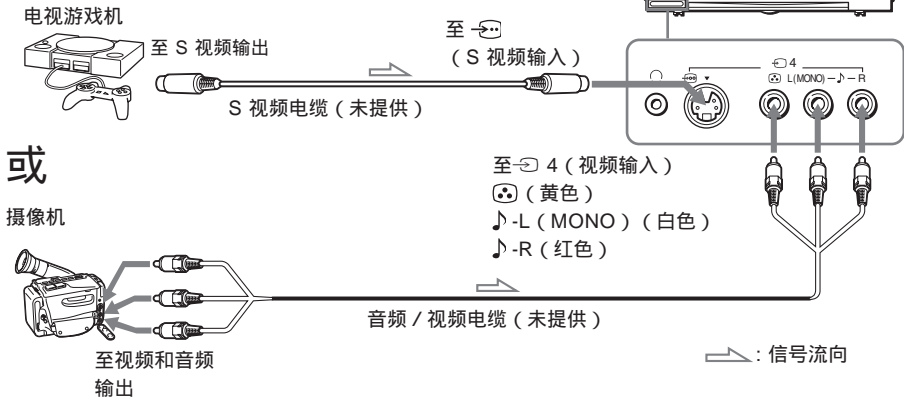 电视游戏机
至 S 视频输出
至
（S 视频输入）
S 视频电缆（未提供）
4
L(MONO) R
或
至 4（视频输入）
（黄色）
-L（MONO）（白色）
-R（红色）
摄像机
音频 / 视频电缆（未提供）
至视频和音频
输出
: 信号流向